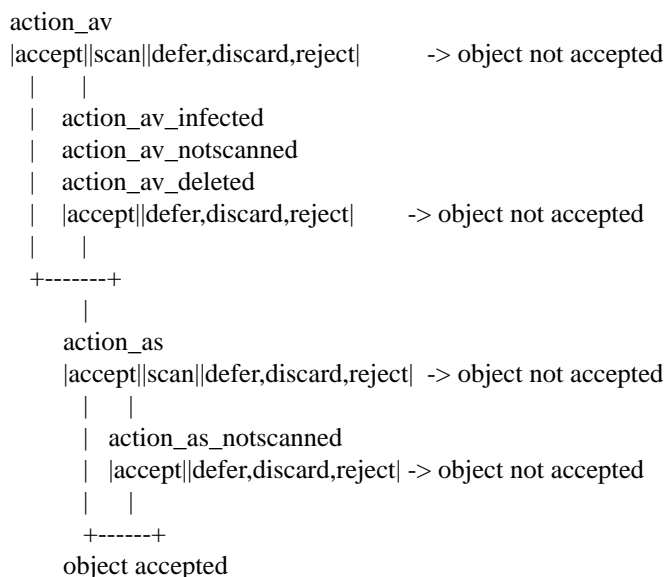 action_av
|accept||scan||defer,discard,reject| -> object not accepted
| |
| action_av_infected
| action_av_notscanned
| action_av_deleted
| |accept||defer,discard,reject| -> object not accepted
| |
+-------+
|
action_as
|accept||scan||defer,discard,reject| -> object not accepted
| |
| action_as_notscanned
| |accept||defer,discard,reject| -> object not accepted
| |
+------+
object accepted